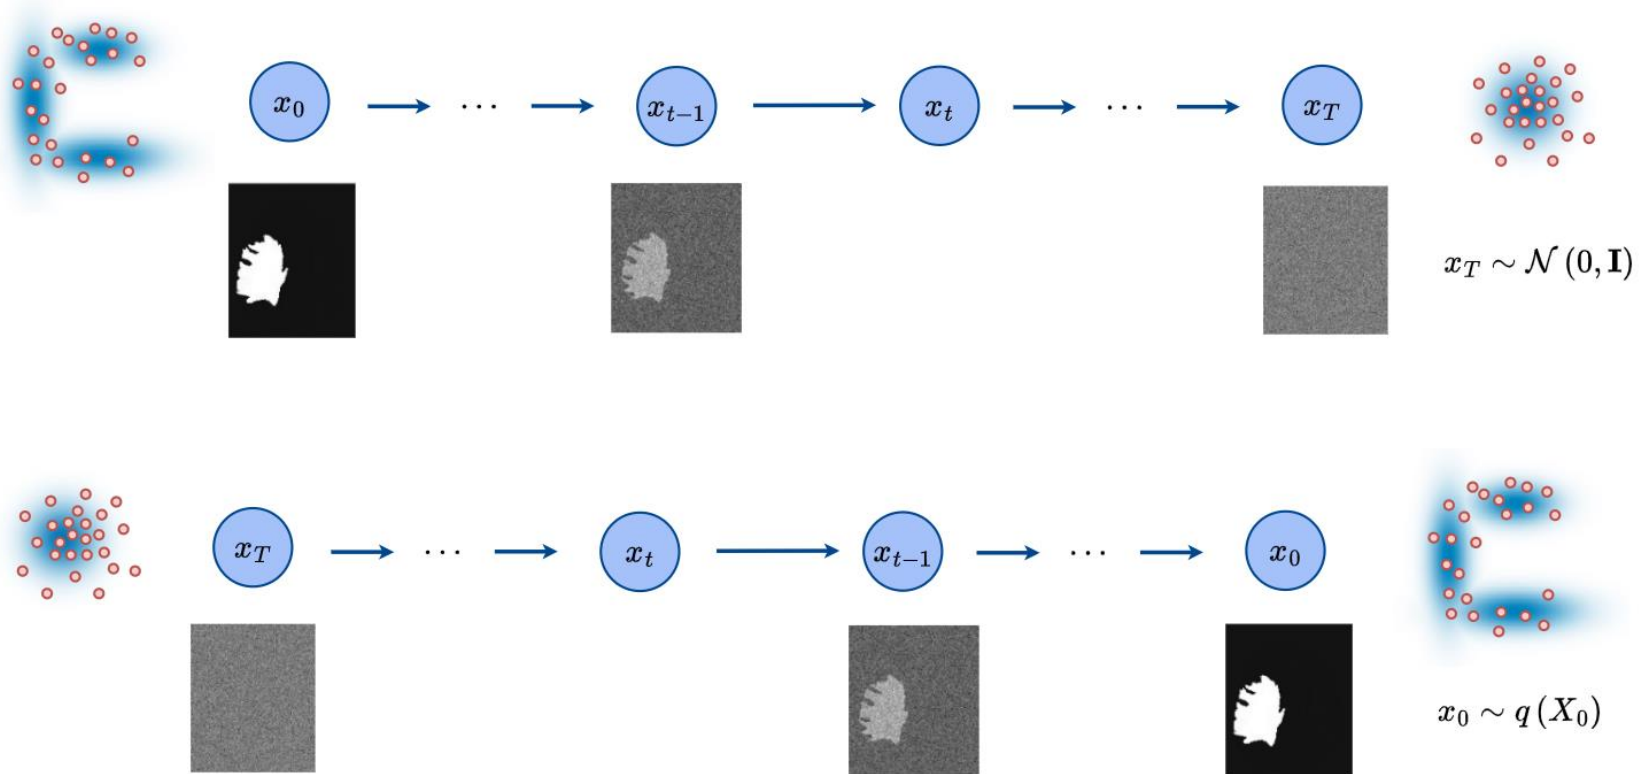 x_0 ⋯ x_{t−1} x_t ⋯ x_T
x_T ∼ 𝒩 (0, 𝐈)
x_T ⋯ x_t x_{t−1} ⋯ x_0
x_0 ∼ q (X_0)